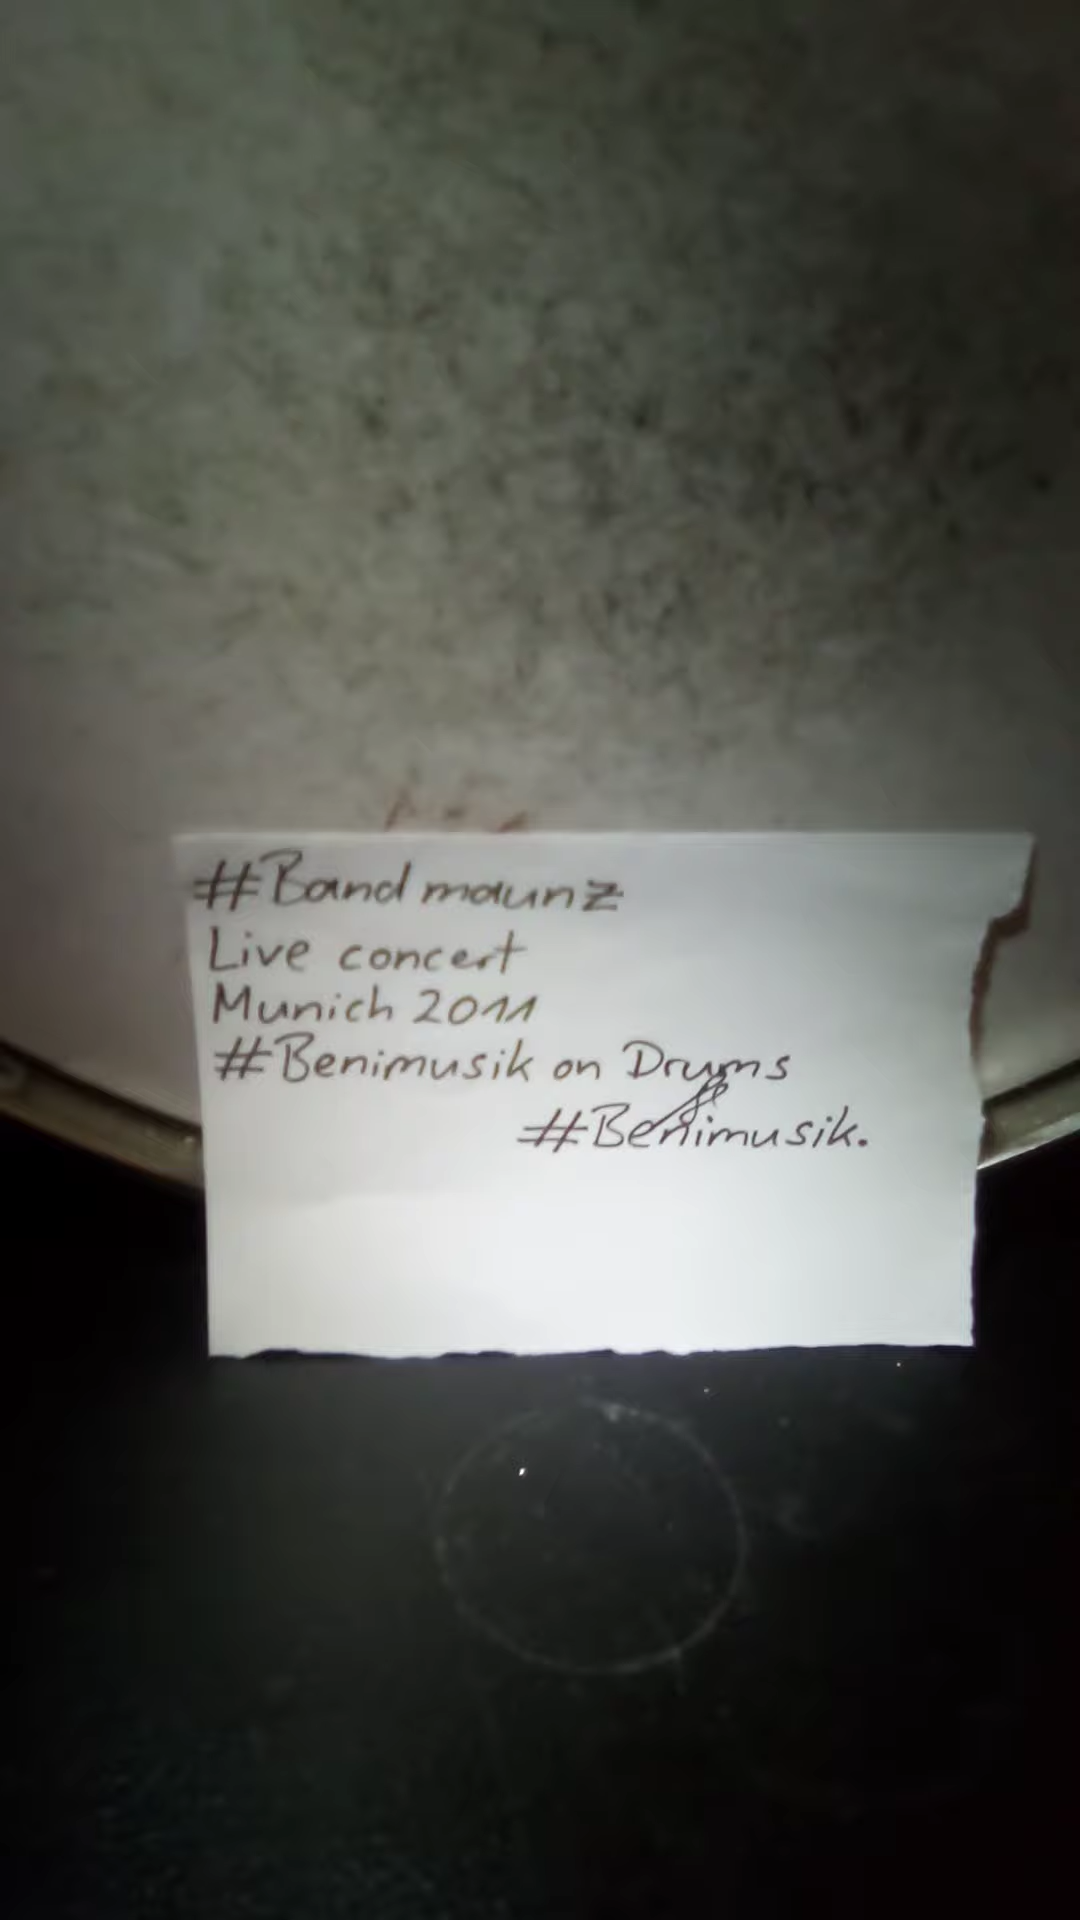 #Bandmaunz
Live concert
Munich 2011
#Benimusik on Drums
#Benimusik.